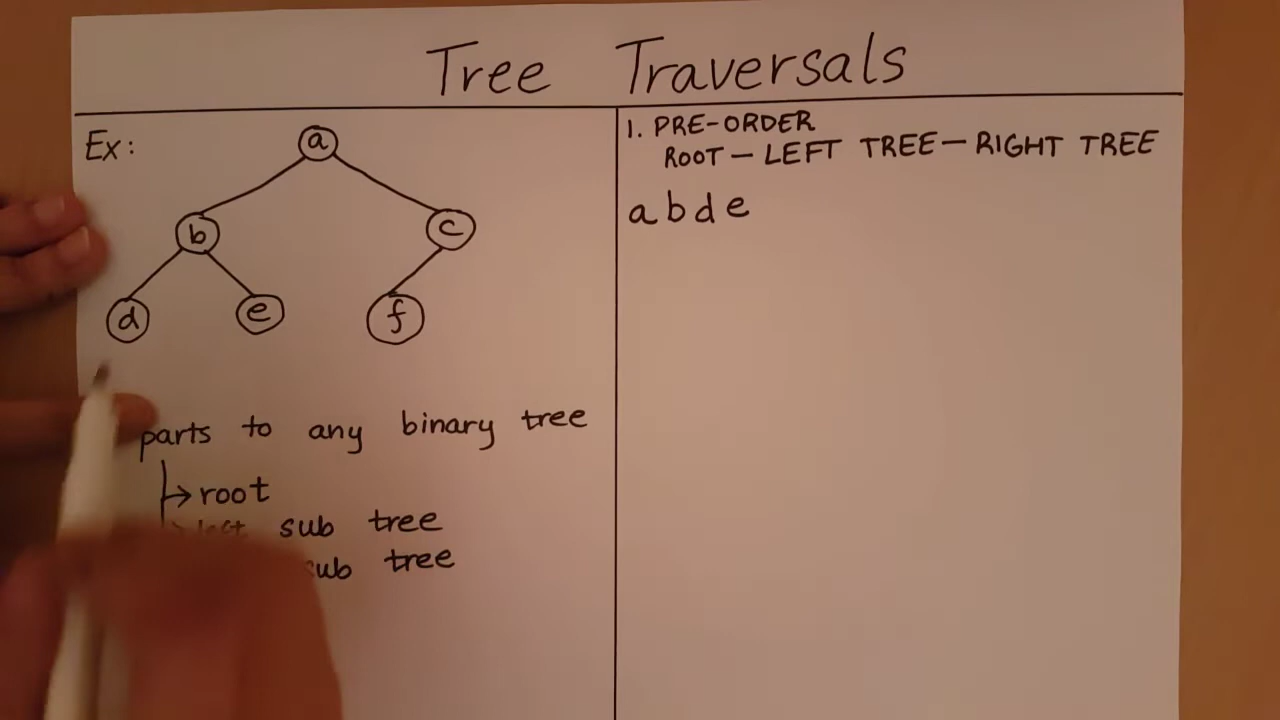 Tree Traversals
Ex:
a
b
c
d
e
f
parts to any binary tree
→ root
sub tree
sub tree
1. PRE-ORDER
ROOT - LEFT TREE - RIGHT TREE
a b d e